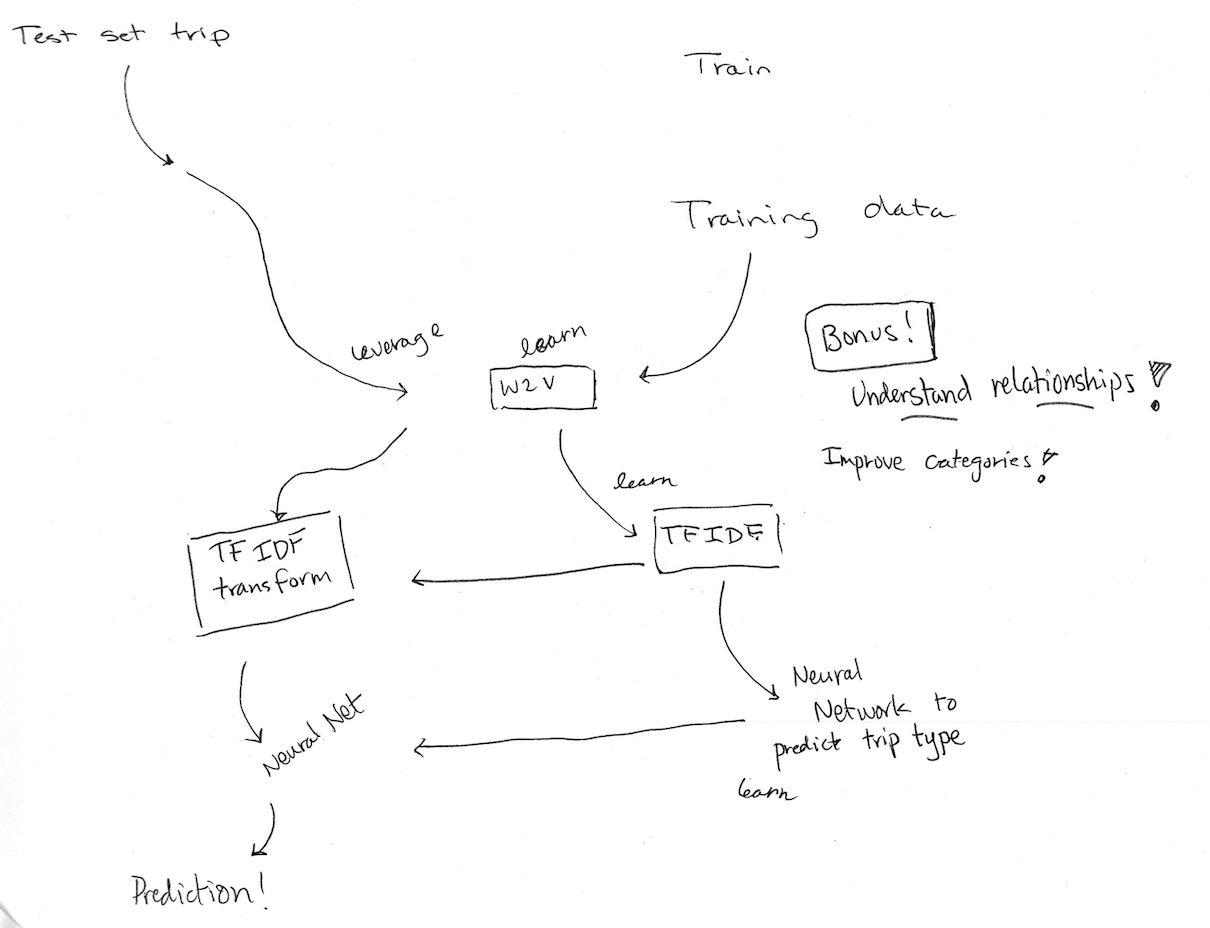 Test set trip
Train
Training data
leverage
learn
W2V
Bonus!
Understand relationships!
Improve categories!
learn
TFIDF
TF IDF
transform
Neural
Network to
predict trip type
learn
Neural Net
Prediction!